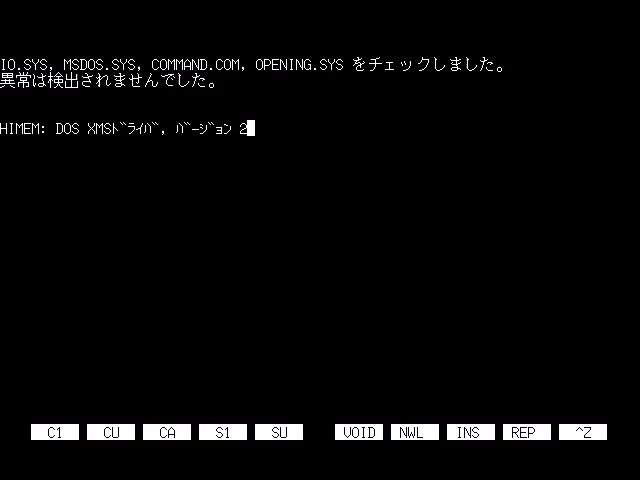 IO.SYS, MSDOS.SYS, COMMAND.COM, OPENING.SYS をチェックしました。
異常は検出されませんでした。
HIMEM: DOS XMSﾄﾞﾗｲﾊﾞ, ﾊﾞｰｼﾞｮﾝ 2
C1 CU CA S1 SU VOID NWL INS REP ^Z